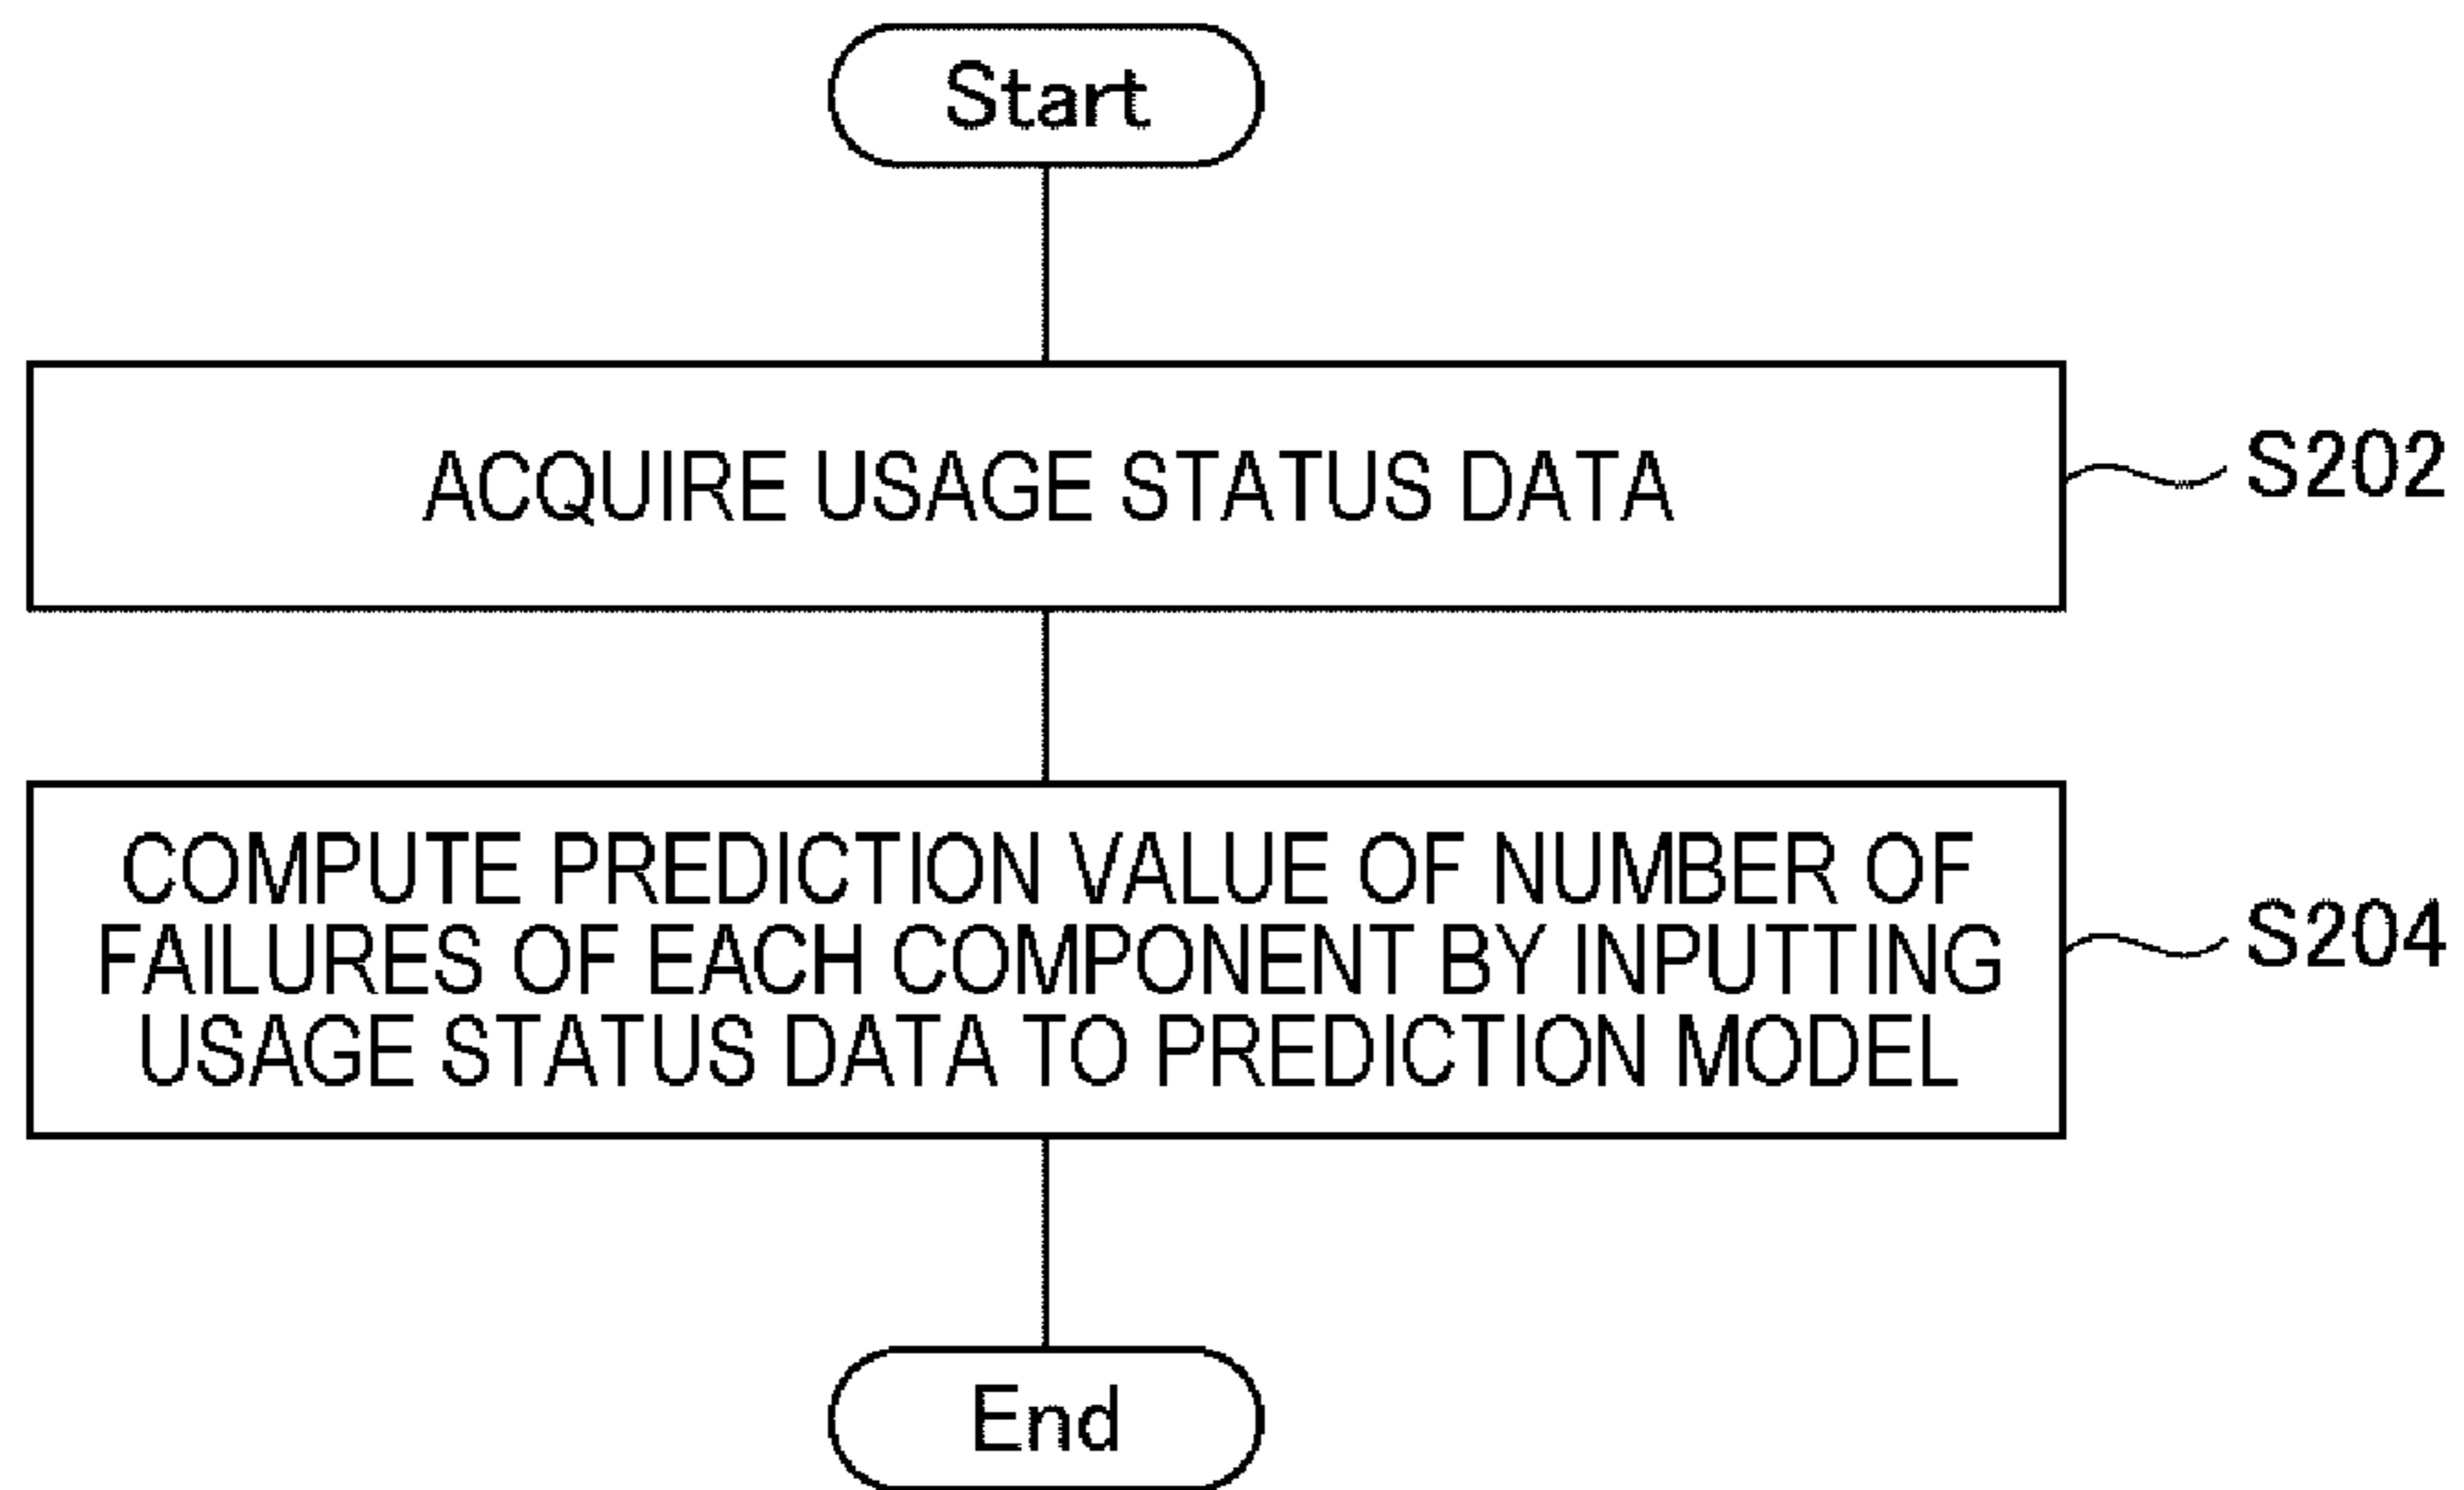 Start
ACQUIRE USAGE STATUS DATA
S202
COMPUTE PREDICTION VALUE OF NUMBER OF
FAILURES OF EACH COMPONENT BY INPUTTING
USAGE STATUS DATA TO PREDICTION MODEL
S204
End